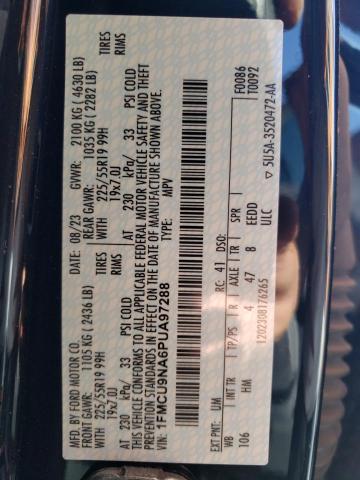 MFD. BY FORD MOTOR CO.
DATE: 08/23 GVWR: 2100 KG ( 4630 LB)
FRONT GAWR: 1105 KG ( 2436 LB) REAR GAWR: 1035 KG ( 2282 LB)
WITH 225/55R19 99H TIRES WITH 225/55R19 99H TIRES
19x7.0J RIMS 19x7.0J RIMS
AT 230 kPa/ 33 PSI COLD AT 230 kPa/ 33 PSI COLD
THIS VEHICLE CONFORMS TO ALL APPLICABLE FEDERAL MOTOR VEHICLE SAFETY AND THEFT
PREVENTION STANDARDS IN EFFECT ON THE DATE OF MANUFACTURE SHOWN ABOVE.
VIN: 1FMCU9NA6PUA97288 TYPE: MPV
F0086
T0092
EXT PNT: UM RC: 41 DSO:
WB INT TR TP/PS R AXLE TR SPR
106 HM 4 47 8 EEDD
ULC
1202308176265 ▽ 5U5A-3520472-AA